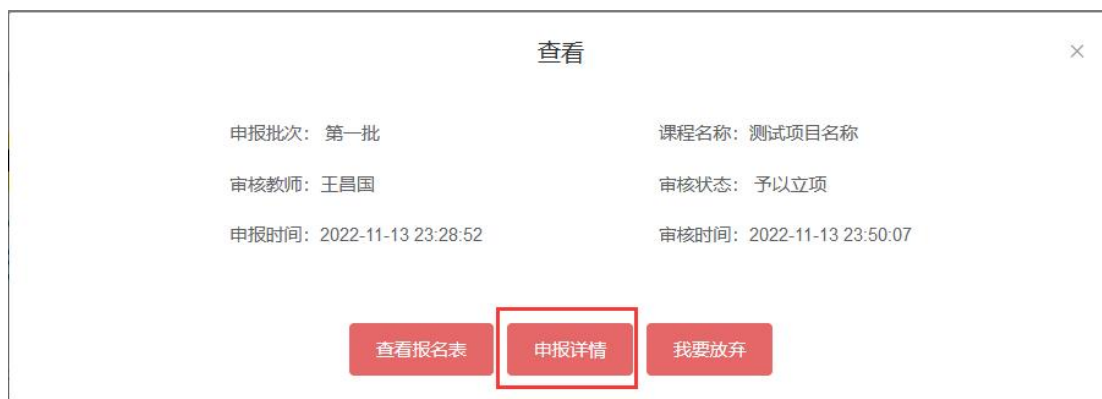 查看
申报批次： 第一批
课程名称：测试项目名称
审核教师：王昌国
审核状态： 予以立项
申报时间：2022-11-13 23:28:52
审核时间：2022-11-13 23:50:07
查看报名表
申报详情
我要放弃